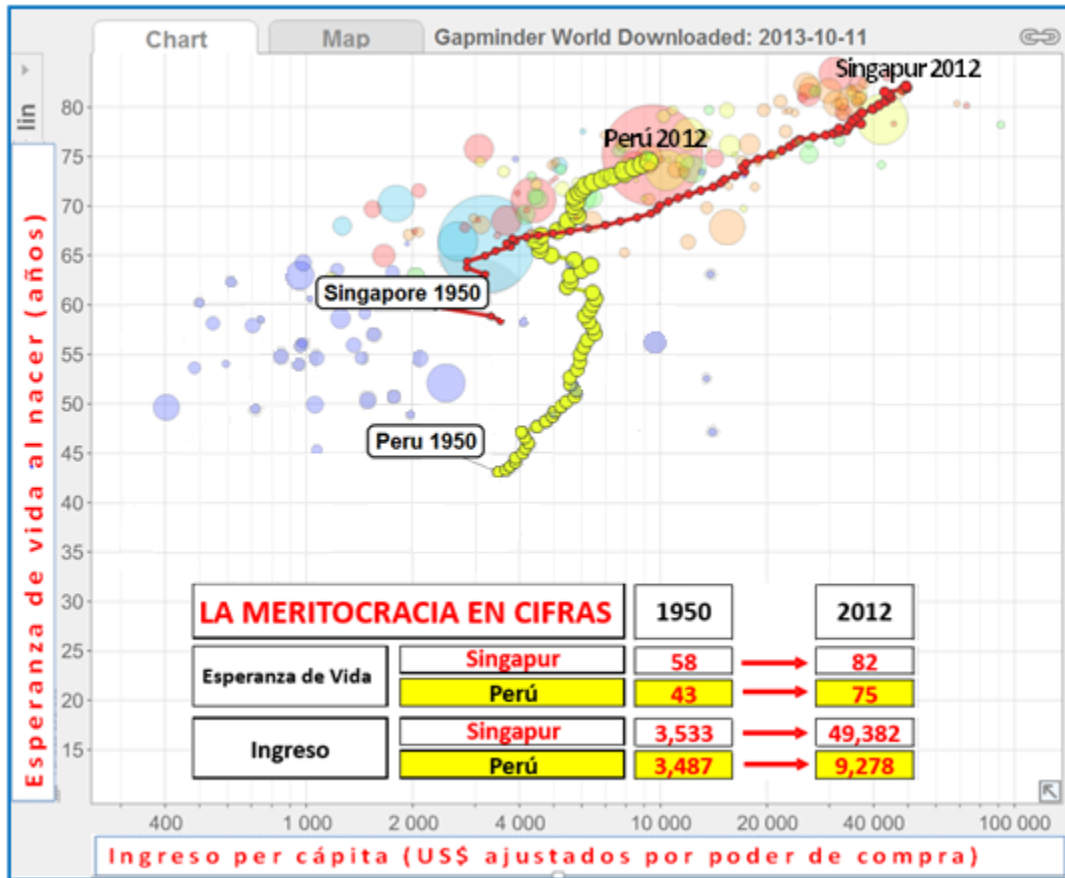 Chart
Map
Gapminder World Downloaded: 2013-10-11
lin
Esperanza de vida al nacer (años)
80
75
70
65
60
55
50
45
40
35
30
25
20
15
Singapur 2012
Perú 2012
Singapore 1950
Peru 1950
LA MERITOCRACIA EN CIFRAS 1950 2012
Esperanza de Vida
Singapur 58 82
Perú 43 75
Ingreso
Singapur 3,533 49,382
Perú 3,487 9,278
400 1 000 2 000 4 000 10 000 20 000 40 000 100 000
Ingreso per cápita (US$ ajustados por poder de compra)